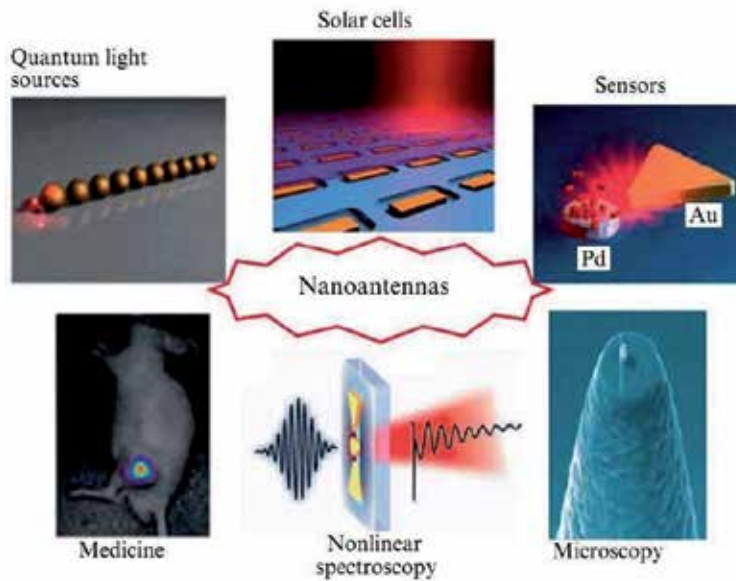 Solar cells
Quantum light
sources
Sensors
Au
Pd
Nanoantennas
Medicine
Nonlinear
spectroscopy
Microscopy